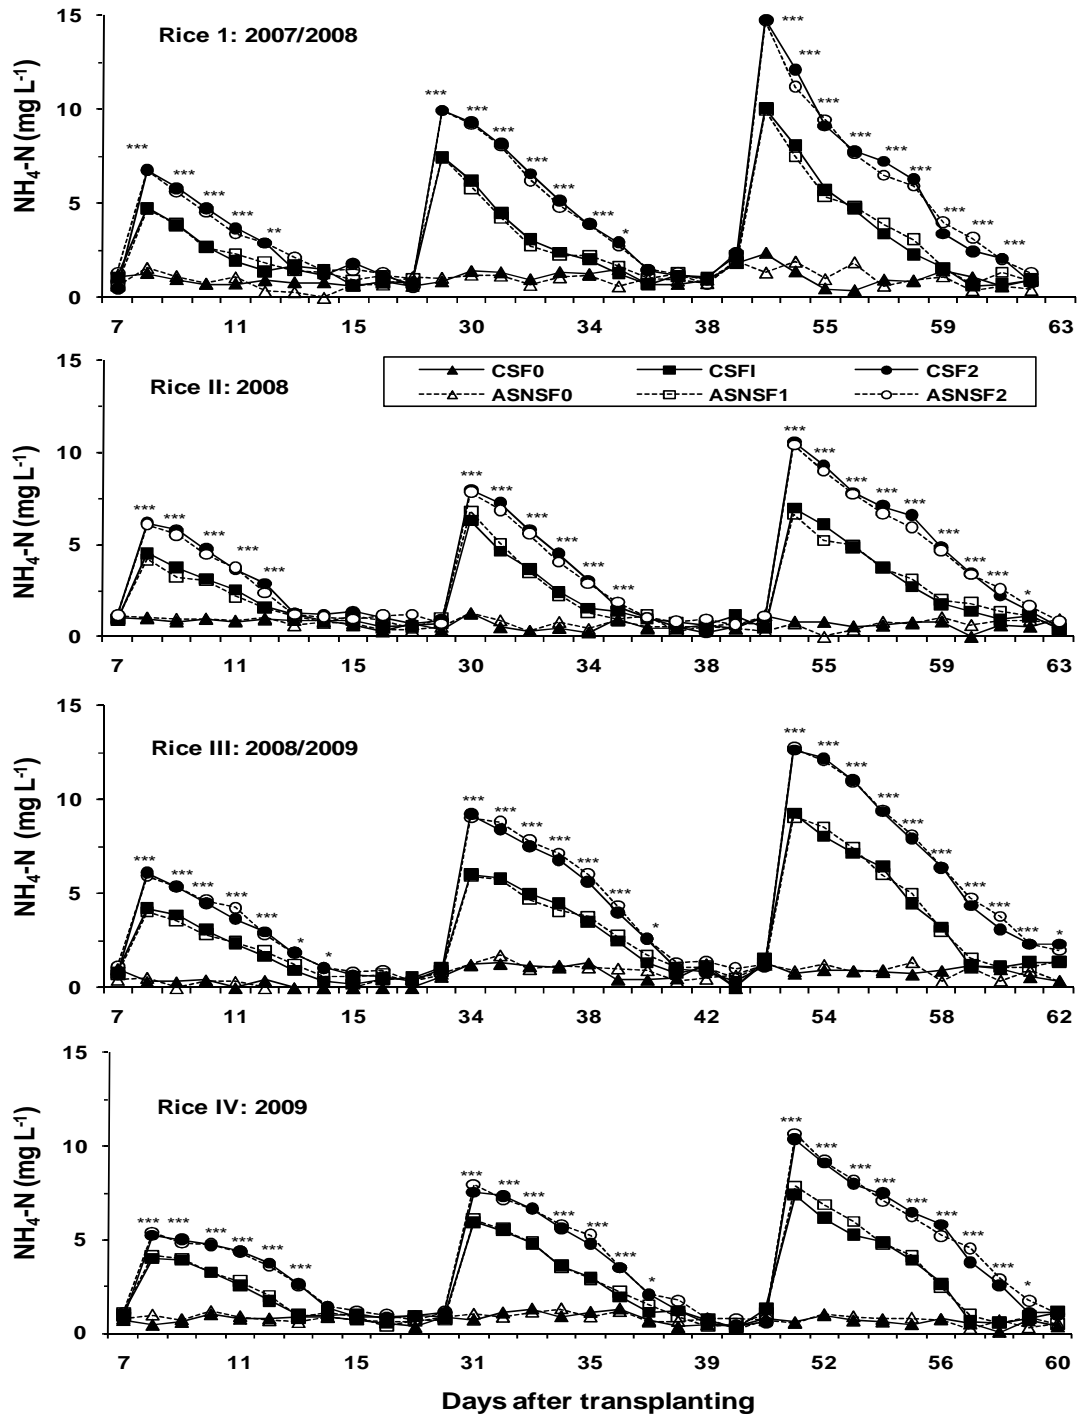 15
Rice 1: 2007/2008
***
***
***
***
***
***
***
***
***
***
**
***
***
***
***
***
***
*
***
***
***
***
***
***
***
***
***
10
5
0
NH₄-N (mg L⁻¹)
7 11 15 30 34 38 55 59 63
15
Rice II: 2008
CSF0 CSFI CSF2
ASNSF0 ASNSF1 ASNSF2
*** *** *** *** ***
*** *** *** *** *** ***
*** *** *** *** *** *** *** *** *
10
5
0
NH₄-N (mg L⁻¹)
7 11 15 30 34 38 55 59 63
15
Rice III: 2008/2009
*** *** *** *** *** * *
*** *** *** *** *** *** *
*** *** *** *** *** *** *** *** *** *
10
5
0
NH₄-N (mg L⁻¹)
7 11 15 34 38 42 54 58 62
15
Rice IV: 2009
*** *** *** *** *** ***
*** *** *** *** *** *** *
*** *** *** *** *** *** *** *** *
10
5
0
NH₄-N (mg L⁻¹)
7 11 15 31 35 39 52 56 60
Days after transplanting